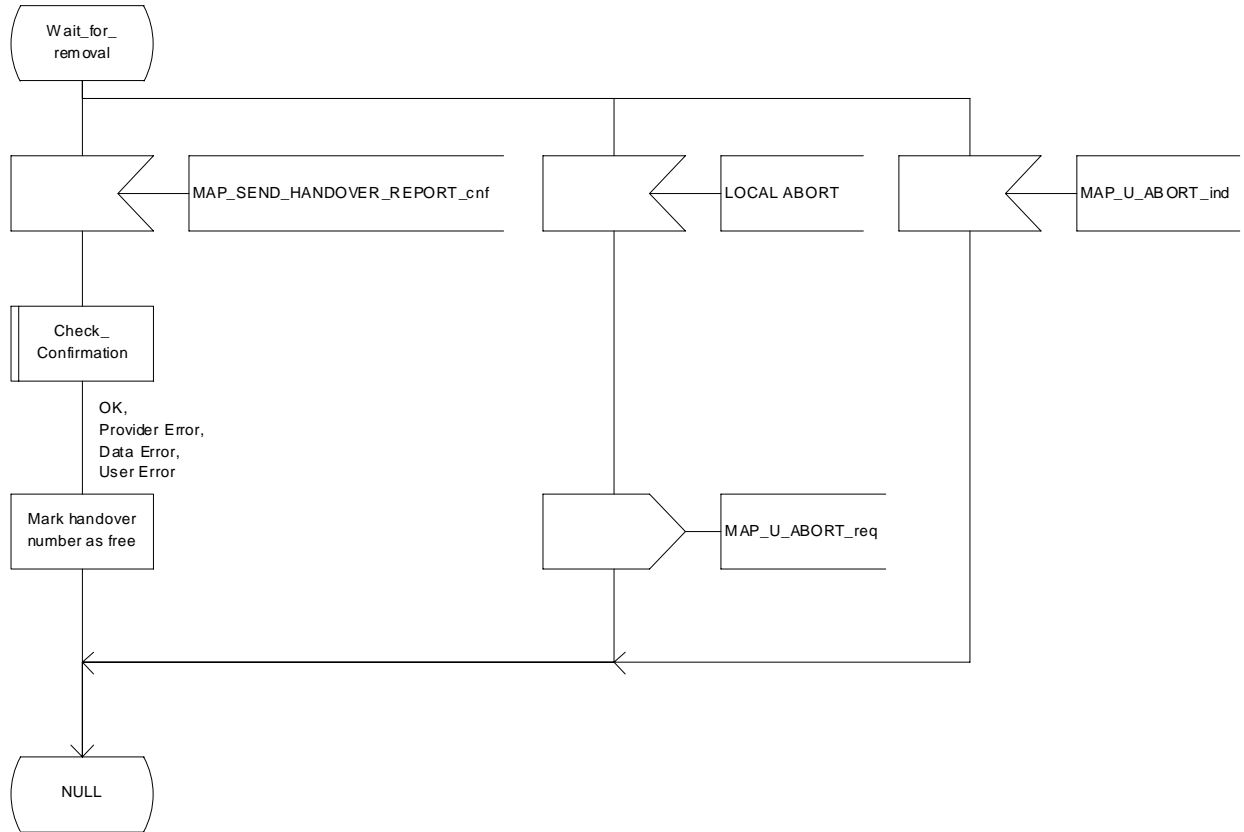 Wait_for_
removal
MAP_SEND_HANDOVER_REPORT_cnf
LOCAL ABORT
MAP_U_ABORT_ind
Check_
Confirmation
OK,
Provider Error,
Data Error,
User Error
Mark handover
number as free
MAP_U_ABORT_req
NULL